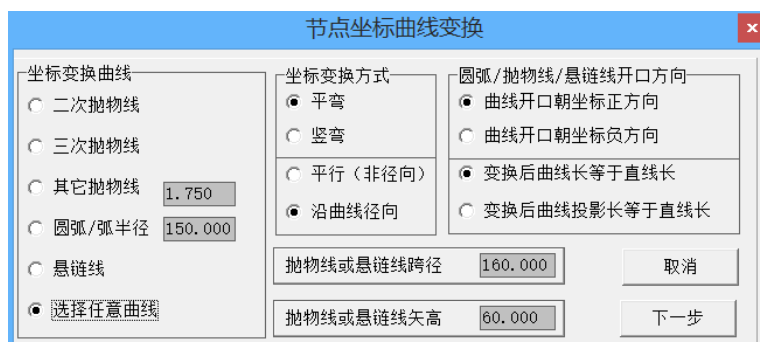 节点坐标曲线变换
坐标变换曲线
二次抛物线
三次抛物线
其它抛物线 1.750
圆弧/弧半径 150.000
悬链线
选择任意曲线
坐标变换方式
平弯
竖弯
平行（非径向）
沿曲线径向
圆弧/抛物线/悬链线开口方向
曲线开口朝坐标正方向
曲线开口朝坐标负方向
变换后曲线长等于直线长
变换后曲线投影长等于直线长
抛物线或悬链线跨径 160.000
取消
抛物线或悬链线矢高 60.000
下一步